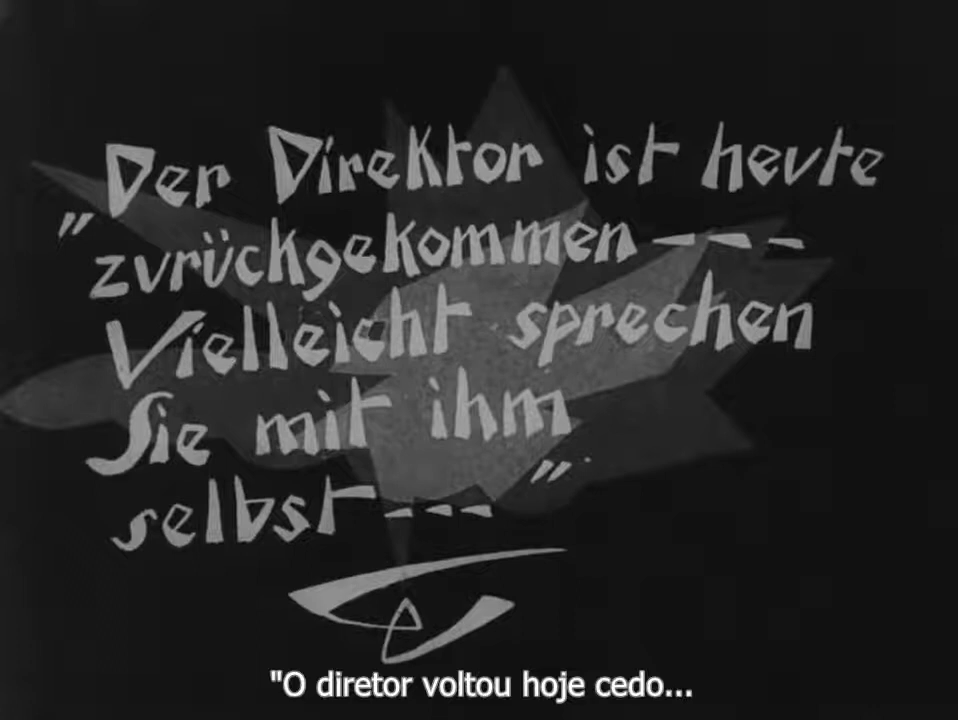 Der Direktor ist heute
"zurückgekommen---
Vielleicht sprechen
Sie mit ihm
selbst---"
"O diretor voltou hoje cedo...